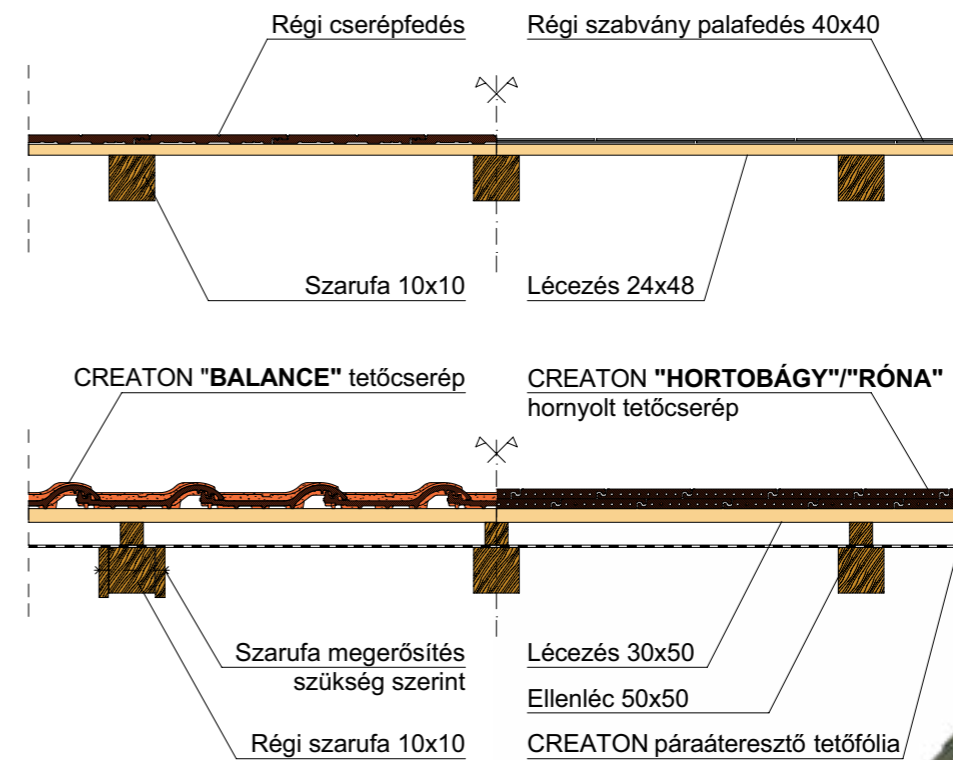 Régi cserépfedés
Régi szabvány palafedés 40x40
Szarufa 10x10
Lécezés 24x48
CREATON "BALANCE" tetőcserép
CREATON "HORTOBÁGY"/"RÓNA"
hornyolt tetőcserép
Szarufa megerősítés
szükség szerint
Régi szarufa 10x10
Lécezés 30x50
Ellenléc 50x50
CREATON páraáteresztő tetőfólia